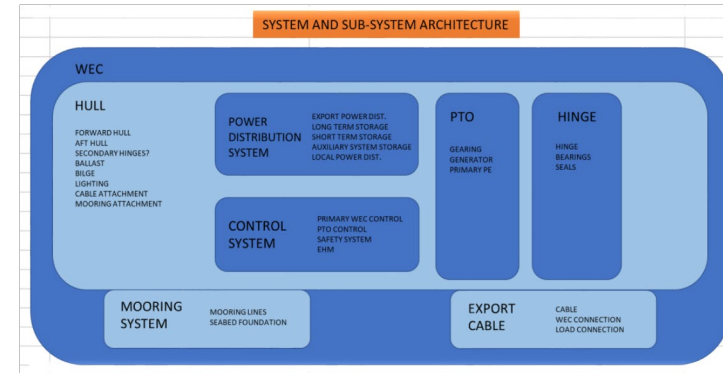 SYSTEM AND SUB-SYSTEM ARCHITECTURE
WEC
HULL
FORWARD HULL
AFT HULL
SECONDARY HINGES?
BALLAST
BILGE
LIGHTING
CABLE ATTACHMENT
MOORING ATTACHMENT
POWER
DISTRIBUTION
SYSTEM
EXPORT POWER DIST.
LONG TERM STORAGE
SHORT TERM STORAGE
AUXILIARY SYSTEM STORAGE
LOCAL POWER DIST.
CONTROL
SYSTEM
PRIMARY WEC CONTROL
PTO CONTROL
SAFETY SYSTEM
EHM
PTO
GEARING
GENERATOR
PRIMARY PE
HINGE
HINGE
BEARINGS
SEALS
MOORING
SYSTEM
MOORING LINES
SEABED FOUNDATION
EXPORT
CABLE
CABLE
WEC CONNECTION
LOAD CONNECTION